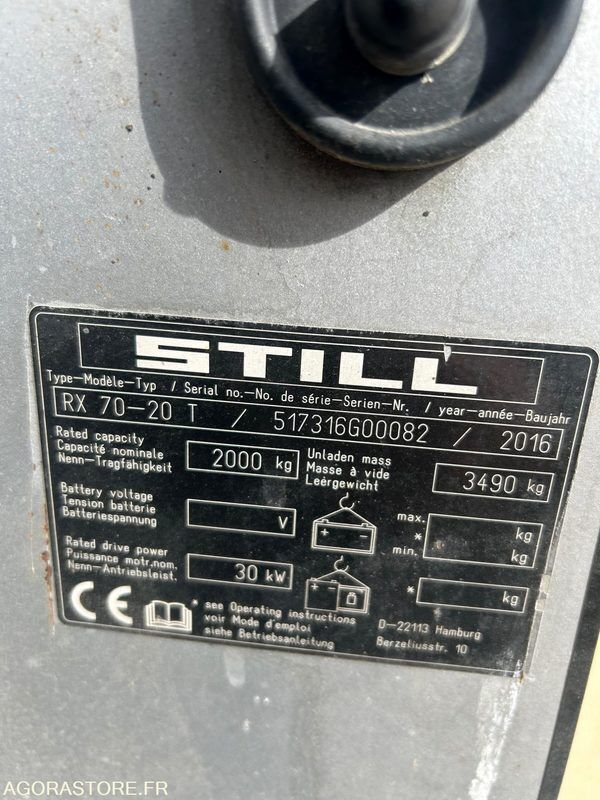 STILL
Type-Modèle-Typ / Serial no.-No. de série-Serien-Nr. / year-année-Baujahr
RX 70-20 T / 517316G00082 / 2016
Rated capacity
Capacité nominale
Nenn-Tragfähigkeit
2000 kg
Unladen mass
Masse à vide
Leergewicht
3490 kg
Battery voltage
Tension batterie
Batteriespannung
V
max.
*
min.
kg
kg
Rated drive power
Puissance motr.nom.
Nenn-Antriebsleist.
30 kW
* kg
CE
* see Operating instructions
voir Mode d'emploi
siehe Betriebsanleitung
D-22113 Hamburg
Berzeliusstr. 10
AGORASTORE.FR